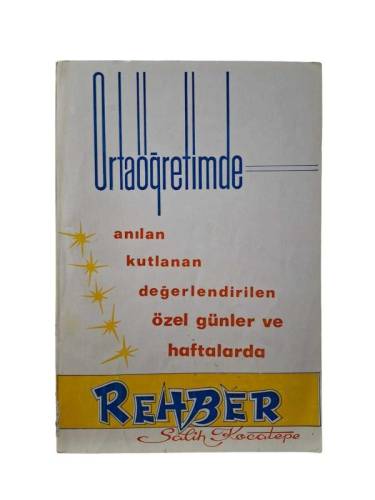 Ortaöğretimde
anılan
kutlanan
değerlendirilen
özel günler ve
haftalarda
REHBER
Salih Kocatepe